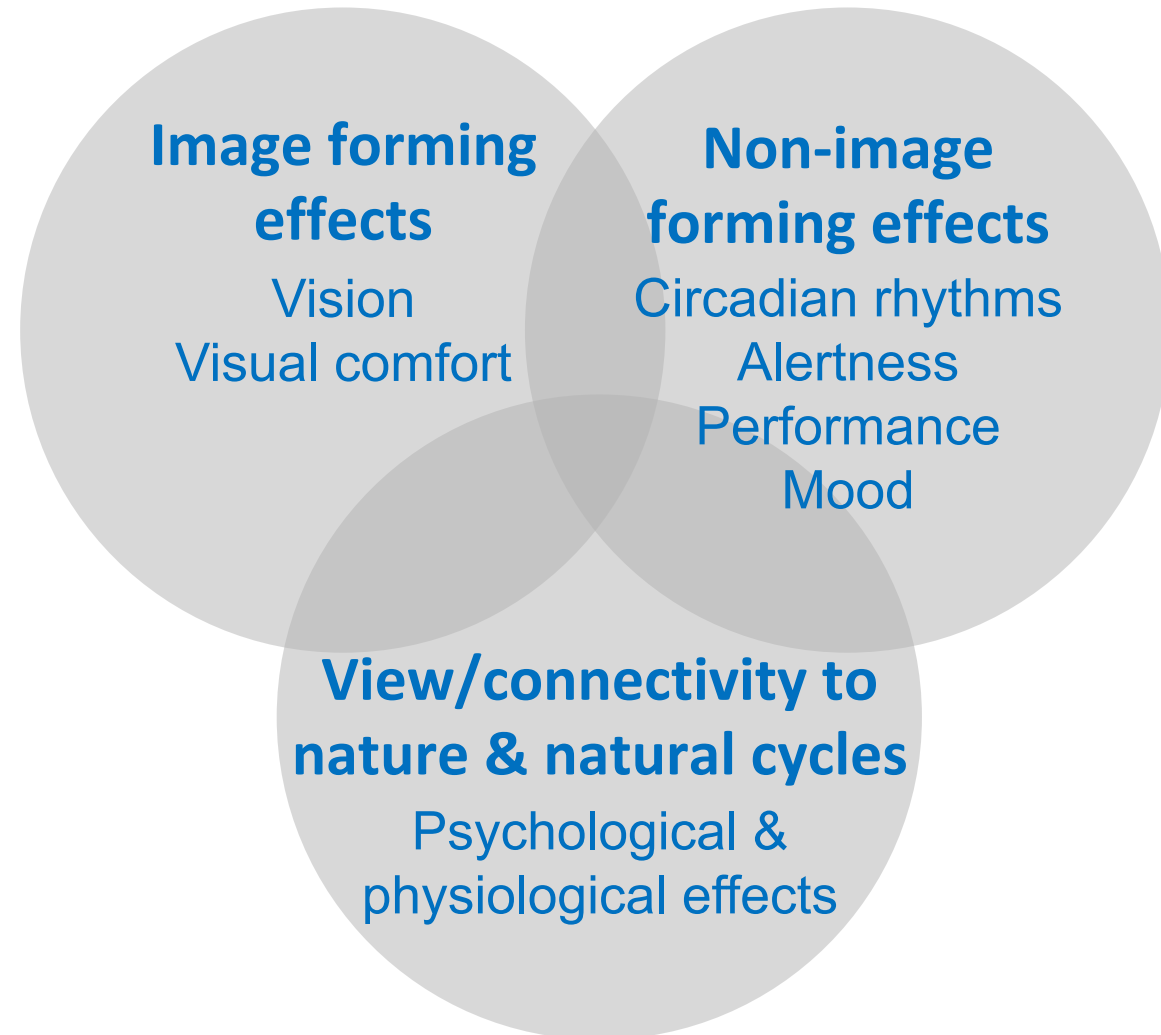 Image forming
effects
Vision
Visual comfort
Non-image
forming effects
Circadian rhythms
Alertness
Performance
Mood
View/connectivity to
nature & natural cycles
Psychological &
physiological effects